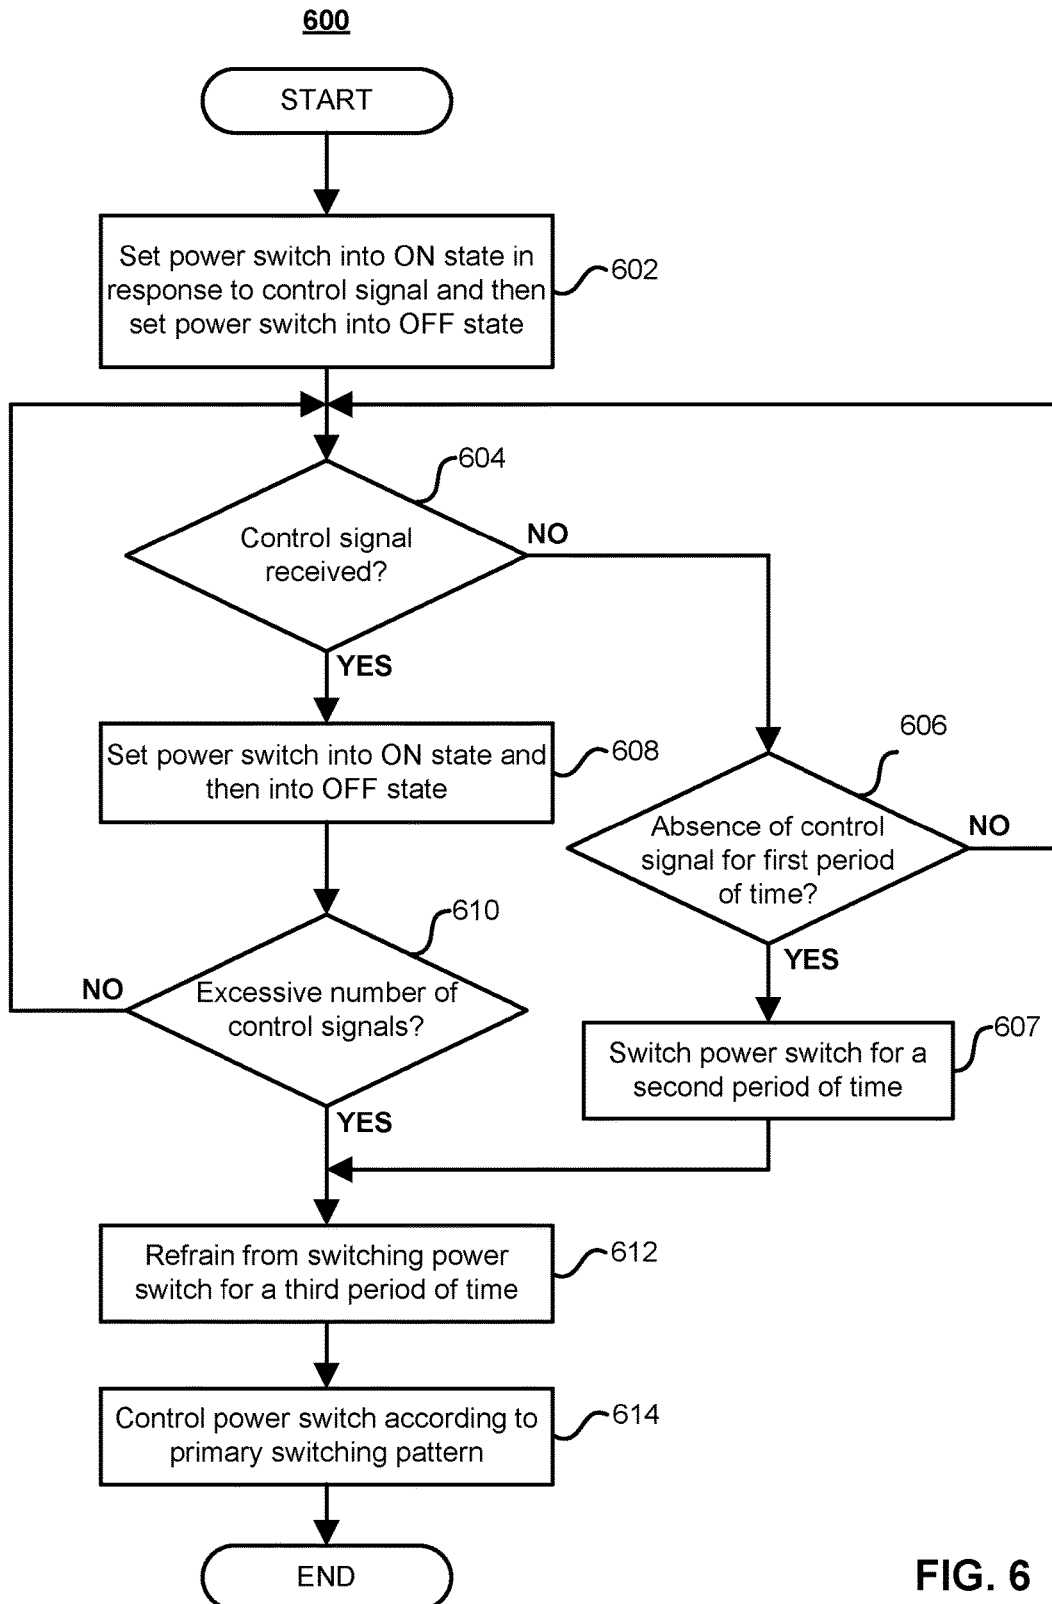 600
START
Set power switch into ON state in
response to control signal and then
set power switch into OFF state
602
604
Control signal
received?
NO
YES
Set power switch into ON state and
then into OFF state
608
606
Absence of control
signal for first period
of time?
NO
YES
610
Excessive number of
control signals?
NO
YES
Switch power switch for a
second period of time
607
Refrain from switching power
switch for a third period of time
612
Control power switch according to
primary switching pattern
614
END
FIG. 6